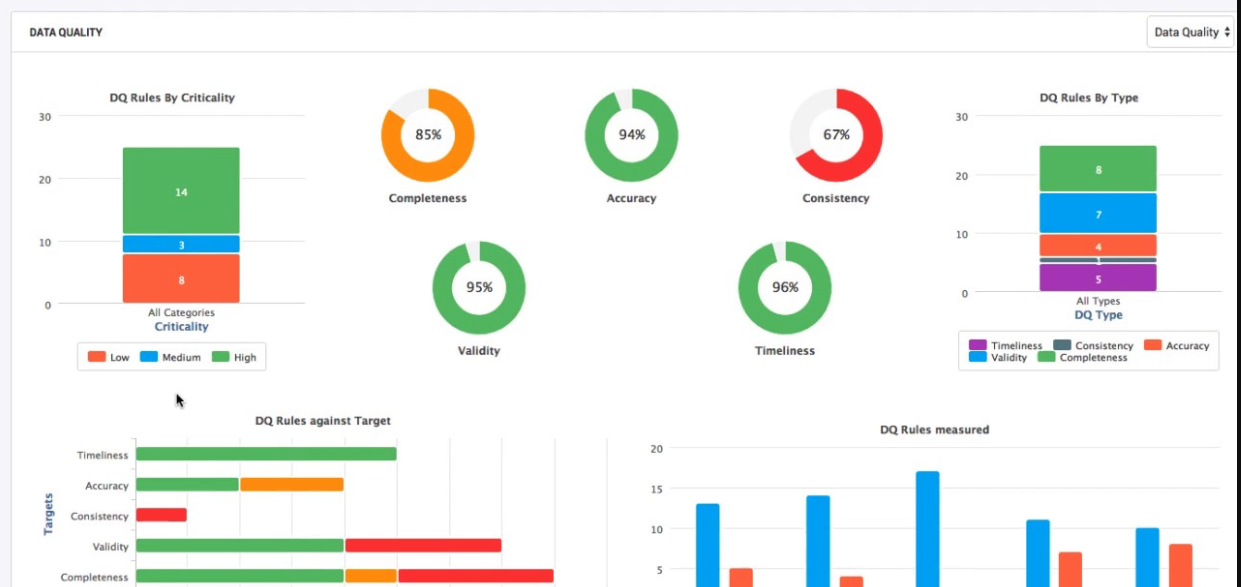 DATA QUALITY
Data Quality
DQ Rules By Criticality
30
20
10
0
14
3
8
All Categories
Criticality
Low Medium High
85%
Completeness
94%
Accuracy
67%
Consistency
95%
Validity
96%
Timeliness
DQ Rules By Type
30
20
10
0
8
7
4
1
5
All Types
DQ Type
Timeliness Consistency Accuracy
Validity Completeness
DQ Rules against Target
Targets
Timeliness
Accuracy
Consistency
Validity
Completeness
DQ Rules measured
20
15
10
5